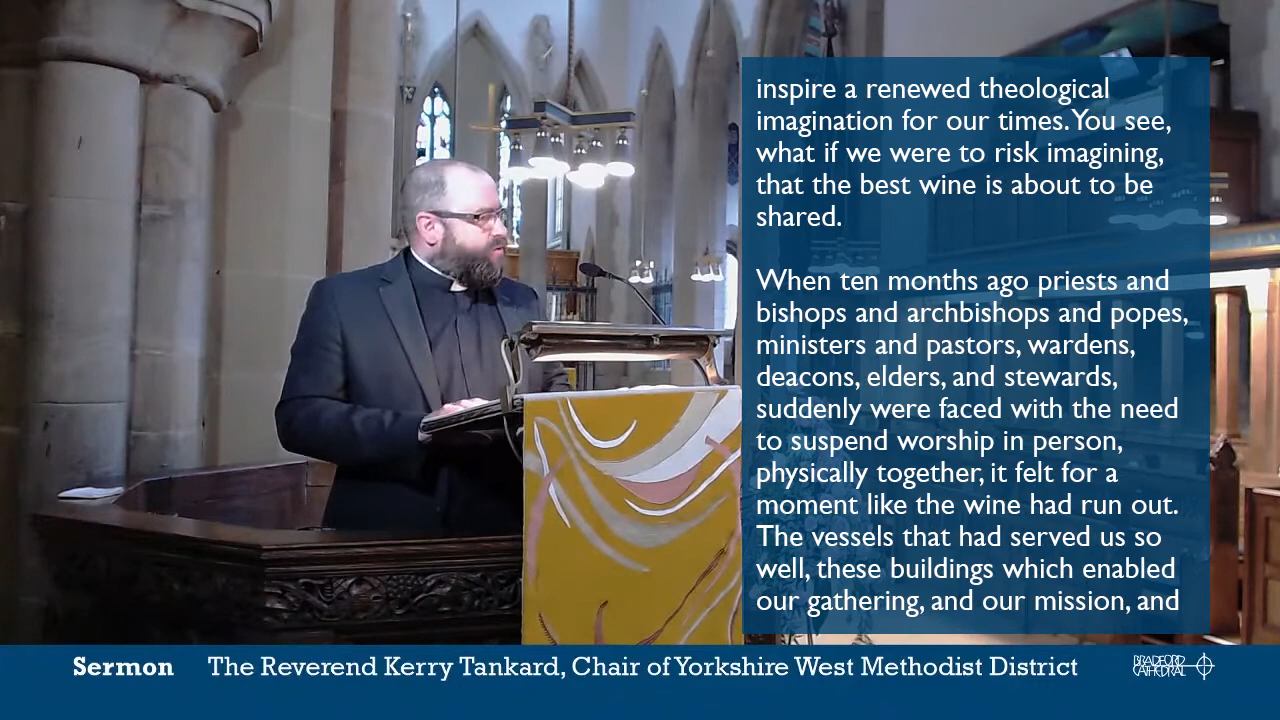 inspire a renewed theological
imagination for our times. You see,
what if we were to risk imagining,
that the best wine is about to be
shared.
When ten months ago priests and
bishops and archbishops and popes,
ministers and pastors, wardens,
deacons, elders, and stewards,
suddenly were faced with the need
to suspend worship in person,
physically together, it felt for a
moment like the wine had run out.
The vessels that had served us so
well, these buildings which enabled
our gathering, and our mission, and
Sermon The Reverend Kerry Tankard, Chair of Yorkshire West Methodist District
BRADFORD
CATHEDRAL